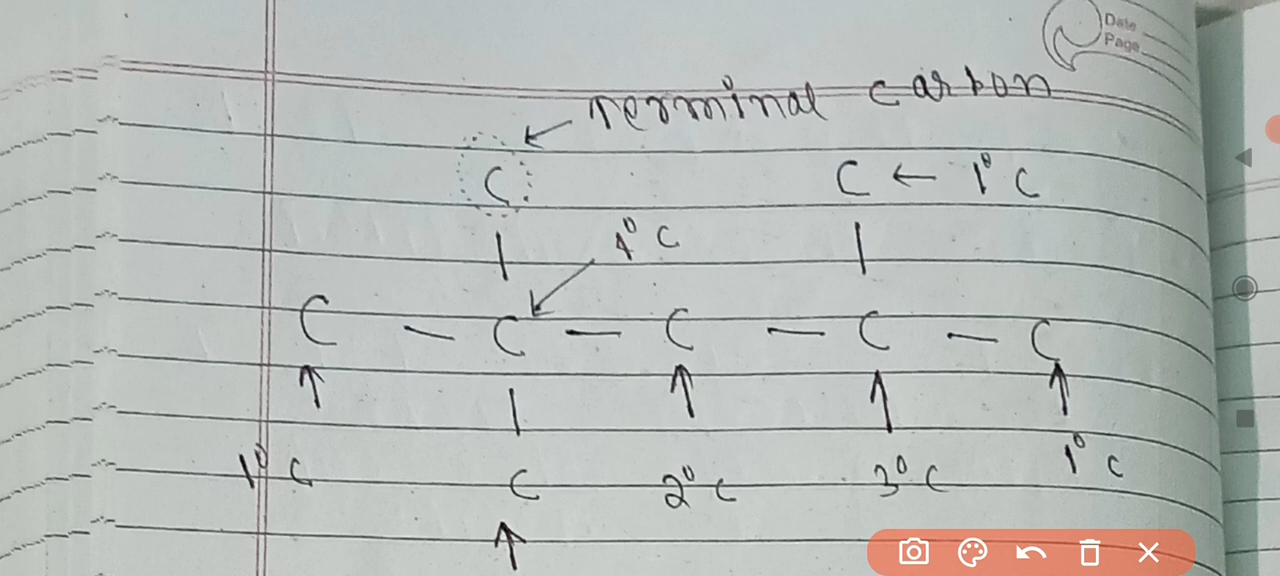 Date
Page
Terminal carbon
C C ← 1° C
| 4° C |
C – C – C – C – C
↑ | ↑ ↑ ↑
1° C C 2° C 3° C 1° C
↑